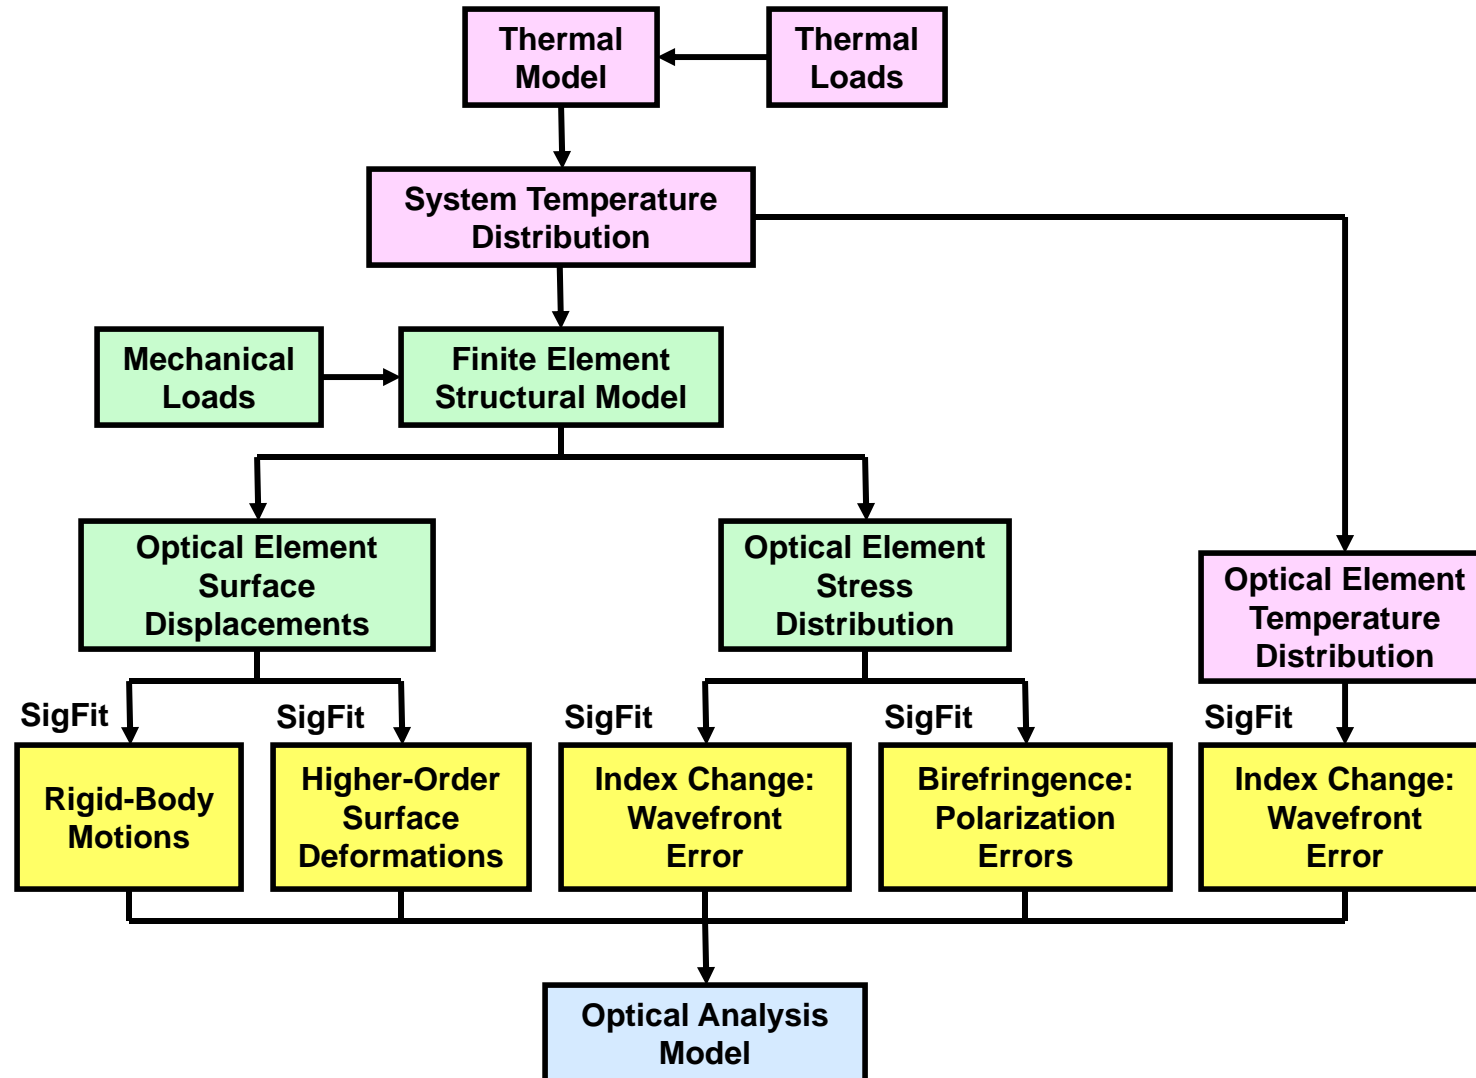 Thermal
Model
Thermal
Loads
System Temperature
Distribution
Mechanical
Loads
Finite Element
Structural Model
Optical Element
Surface
Displacements
Optical Element
Stress
Distribution
Optical Element
Temperature
Distribution
SigFit
SigFit
SigFit
SigFit
SigFit
Rigid-Body
Motions
Higher-Order
Surface
Deformations
Index Change:
Wavefront
Error
Birefringence:
Polarization
Errors
Index Change:
Wavefront
Error
Optical Analysis
Model